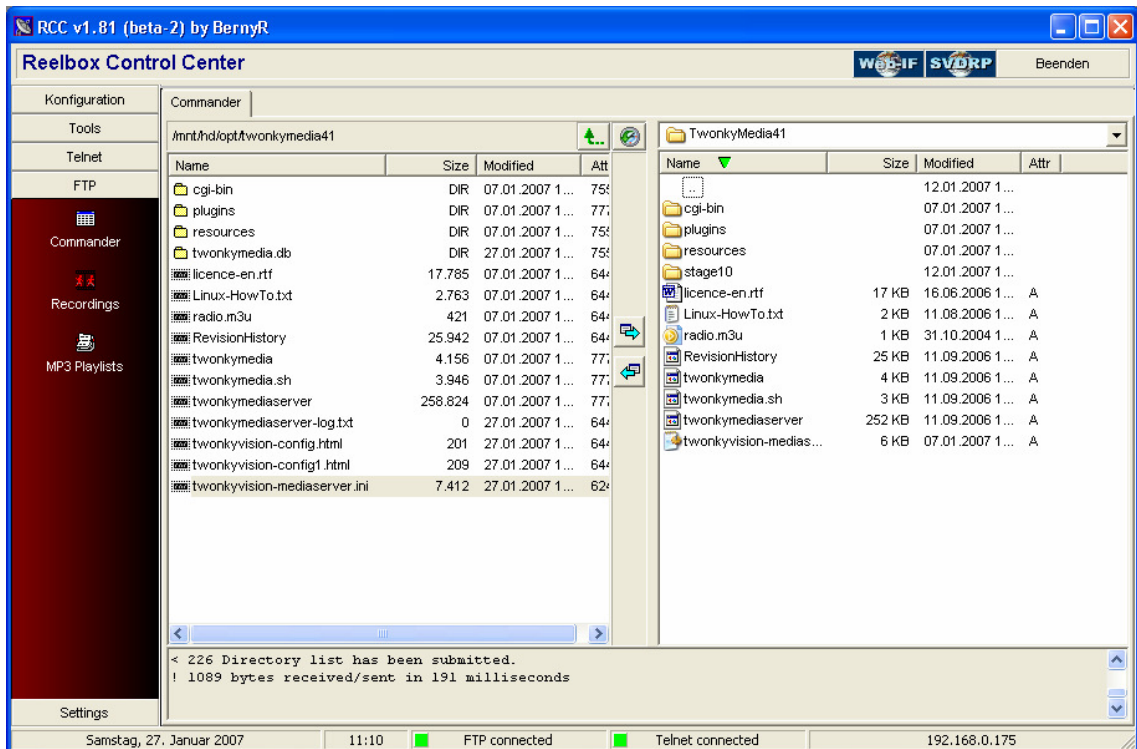 RCC v1.81 (beta-2) by BernyR
Reelbox Control Center
Web-IF SVDRP Beenden
Konfiguration
Tools
Telnet
FTP
Commander
Recordings
MP3 Playlists
Settings
Commander
/mnt/hd/opt/twonkymedia41
Name Size Modified Att
cgi-bin DIR 07.01.2007 1...
plugins DIR 07.01.2007 1...
resources DIR 07.01.2007 1...
twonkymedia.db DIR 27.01.2007 1...
licence-en.rtf 17.785 07.01.2007 1...
Linux-HowTo.txt 2.763 07.01.2007 1...
radio.m3u 421 07.01.2007 1...
RevisionHistory 25.942 07.01.2007 1...
twonkymedia 4.156 07.01.2007 1...
twonkymedia.sh 3.946 07.01.2007 1...
twonkymediaserver 258.824 07.01.2007 1...
twonkymediaserver-log.txt 0 27.01.2007 1...
twonkyvision-config.html 201 27.01.2007 1...
twonkyvision-config1.html 209 27.01.2007 1...
twonkyvision-mediaserver.ini 7.412 27.01.2007 1...
TwonkyMedia41
Name Size Modified Attr
.. 12.01.2007 1...
cgi-bin 07.01.2007 1...
plugins 07.01.2007 1...
resources 07.01.2007 1...
stage10 12.01.2007 1...
licence-en.rtf 17 KB 16.06.2006 1... A
Linux-HowTo.txt 2 KB 11.08.2006 1... A
radio.m3u 1 KB 31.10.2004 1... A
RevisionHistory 25 KB 11.09.2006 1... A
twonkymedia 4 KB 11.09.2006 1... A
twonkymedia.sh 3 KB 11.09.2006 1... A
twonkymediaserver 252 KB 11.09.2006 1... A
twonkyvision-medias... 6 KB 07.01.2007 1... A
< 226 Directory list has been submitted.
! 1089 bytes received/sent in 191 milliseconds
Samstag, 27. Januar 2007 11:10 FTP connected Telnet connected 192.168.0.175